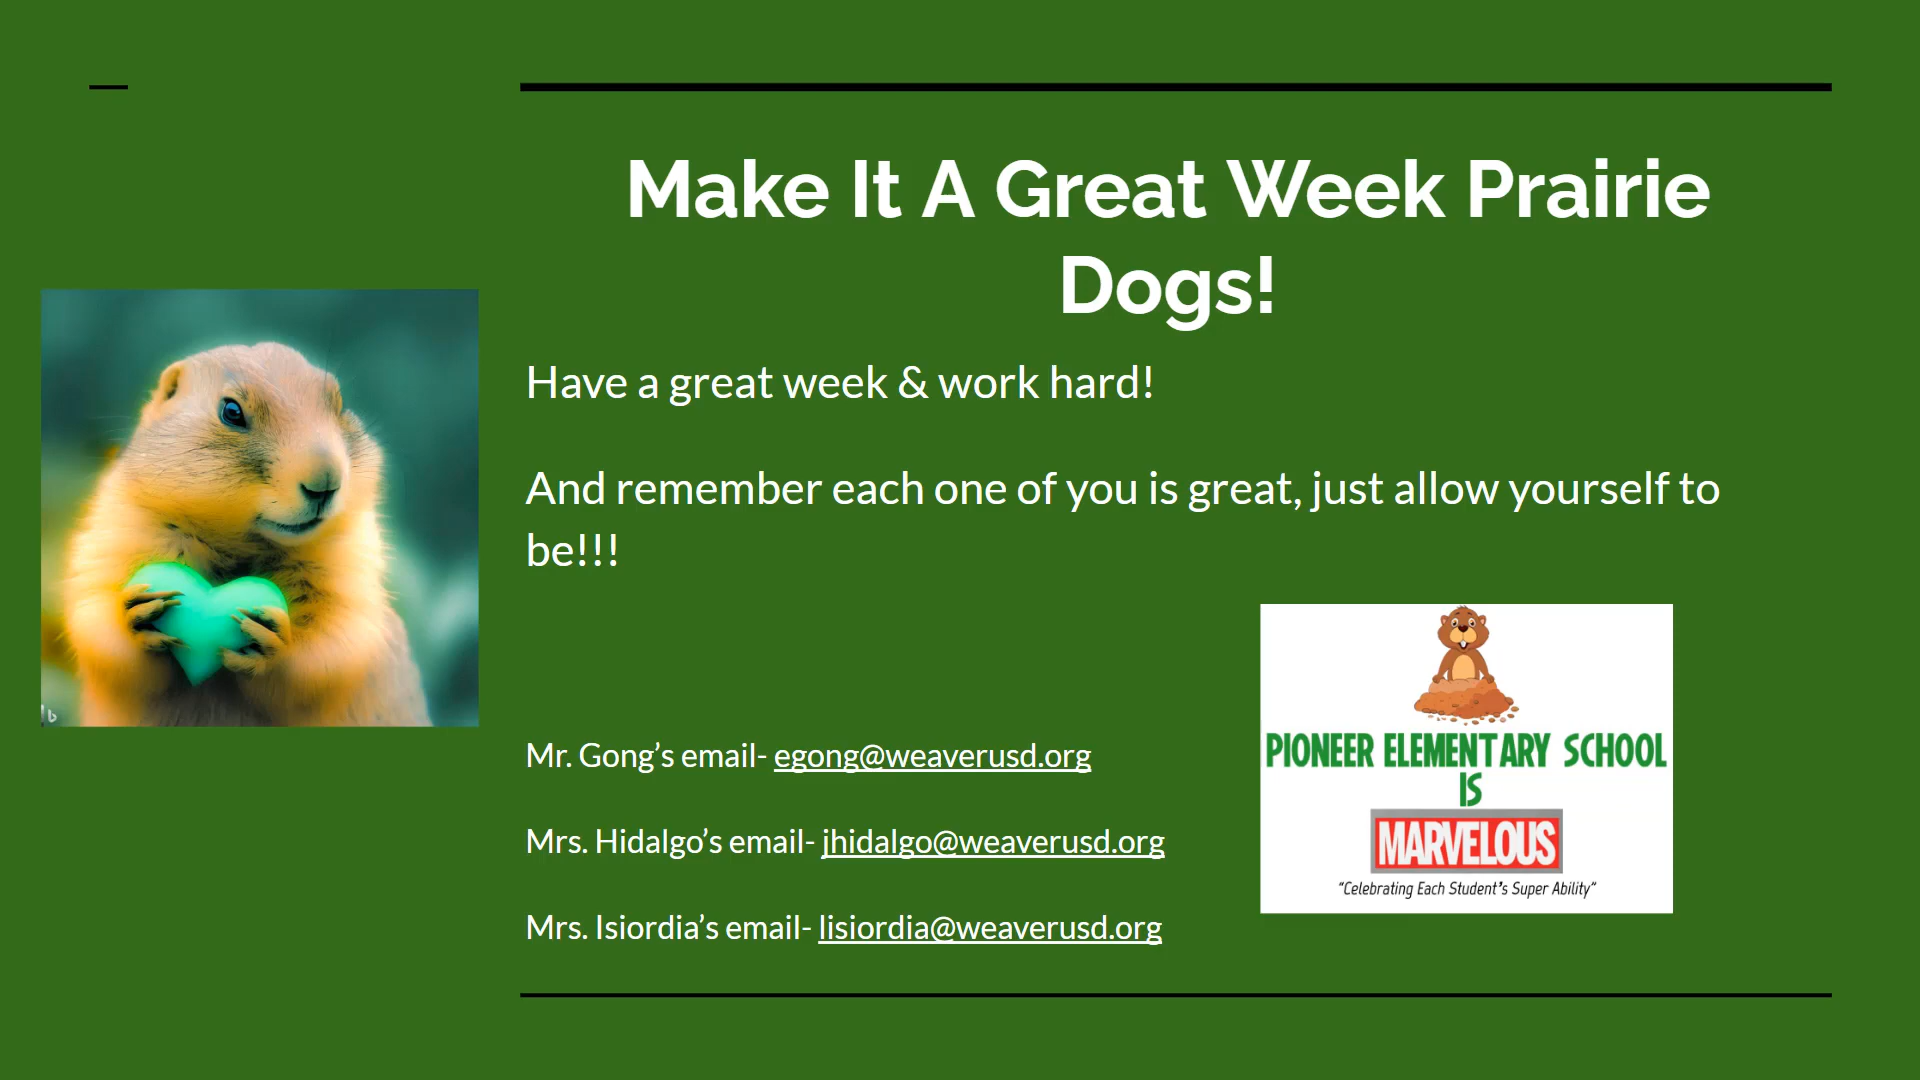 Make It A Great Week Prairie
Dogs!
Have a great week & work hard!
And remember each one of you is great, just allow yourself to
be!!!
Mr. Gong’s email- egong@weaverusd.org
Mrs. Hidalgo’s email- jhidalgo@weaverusd.org
Mrs. Isiordia’s email- lisiordia@weaverusd.org
PIONEER ELEMENTARY SCHOOL
IS
MARVELOUS
“Celebrating Each Student’s Super Ability”